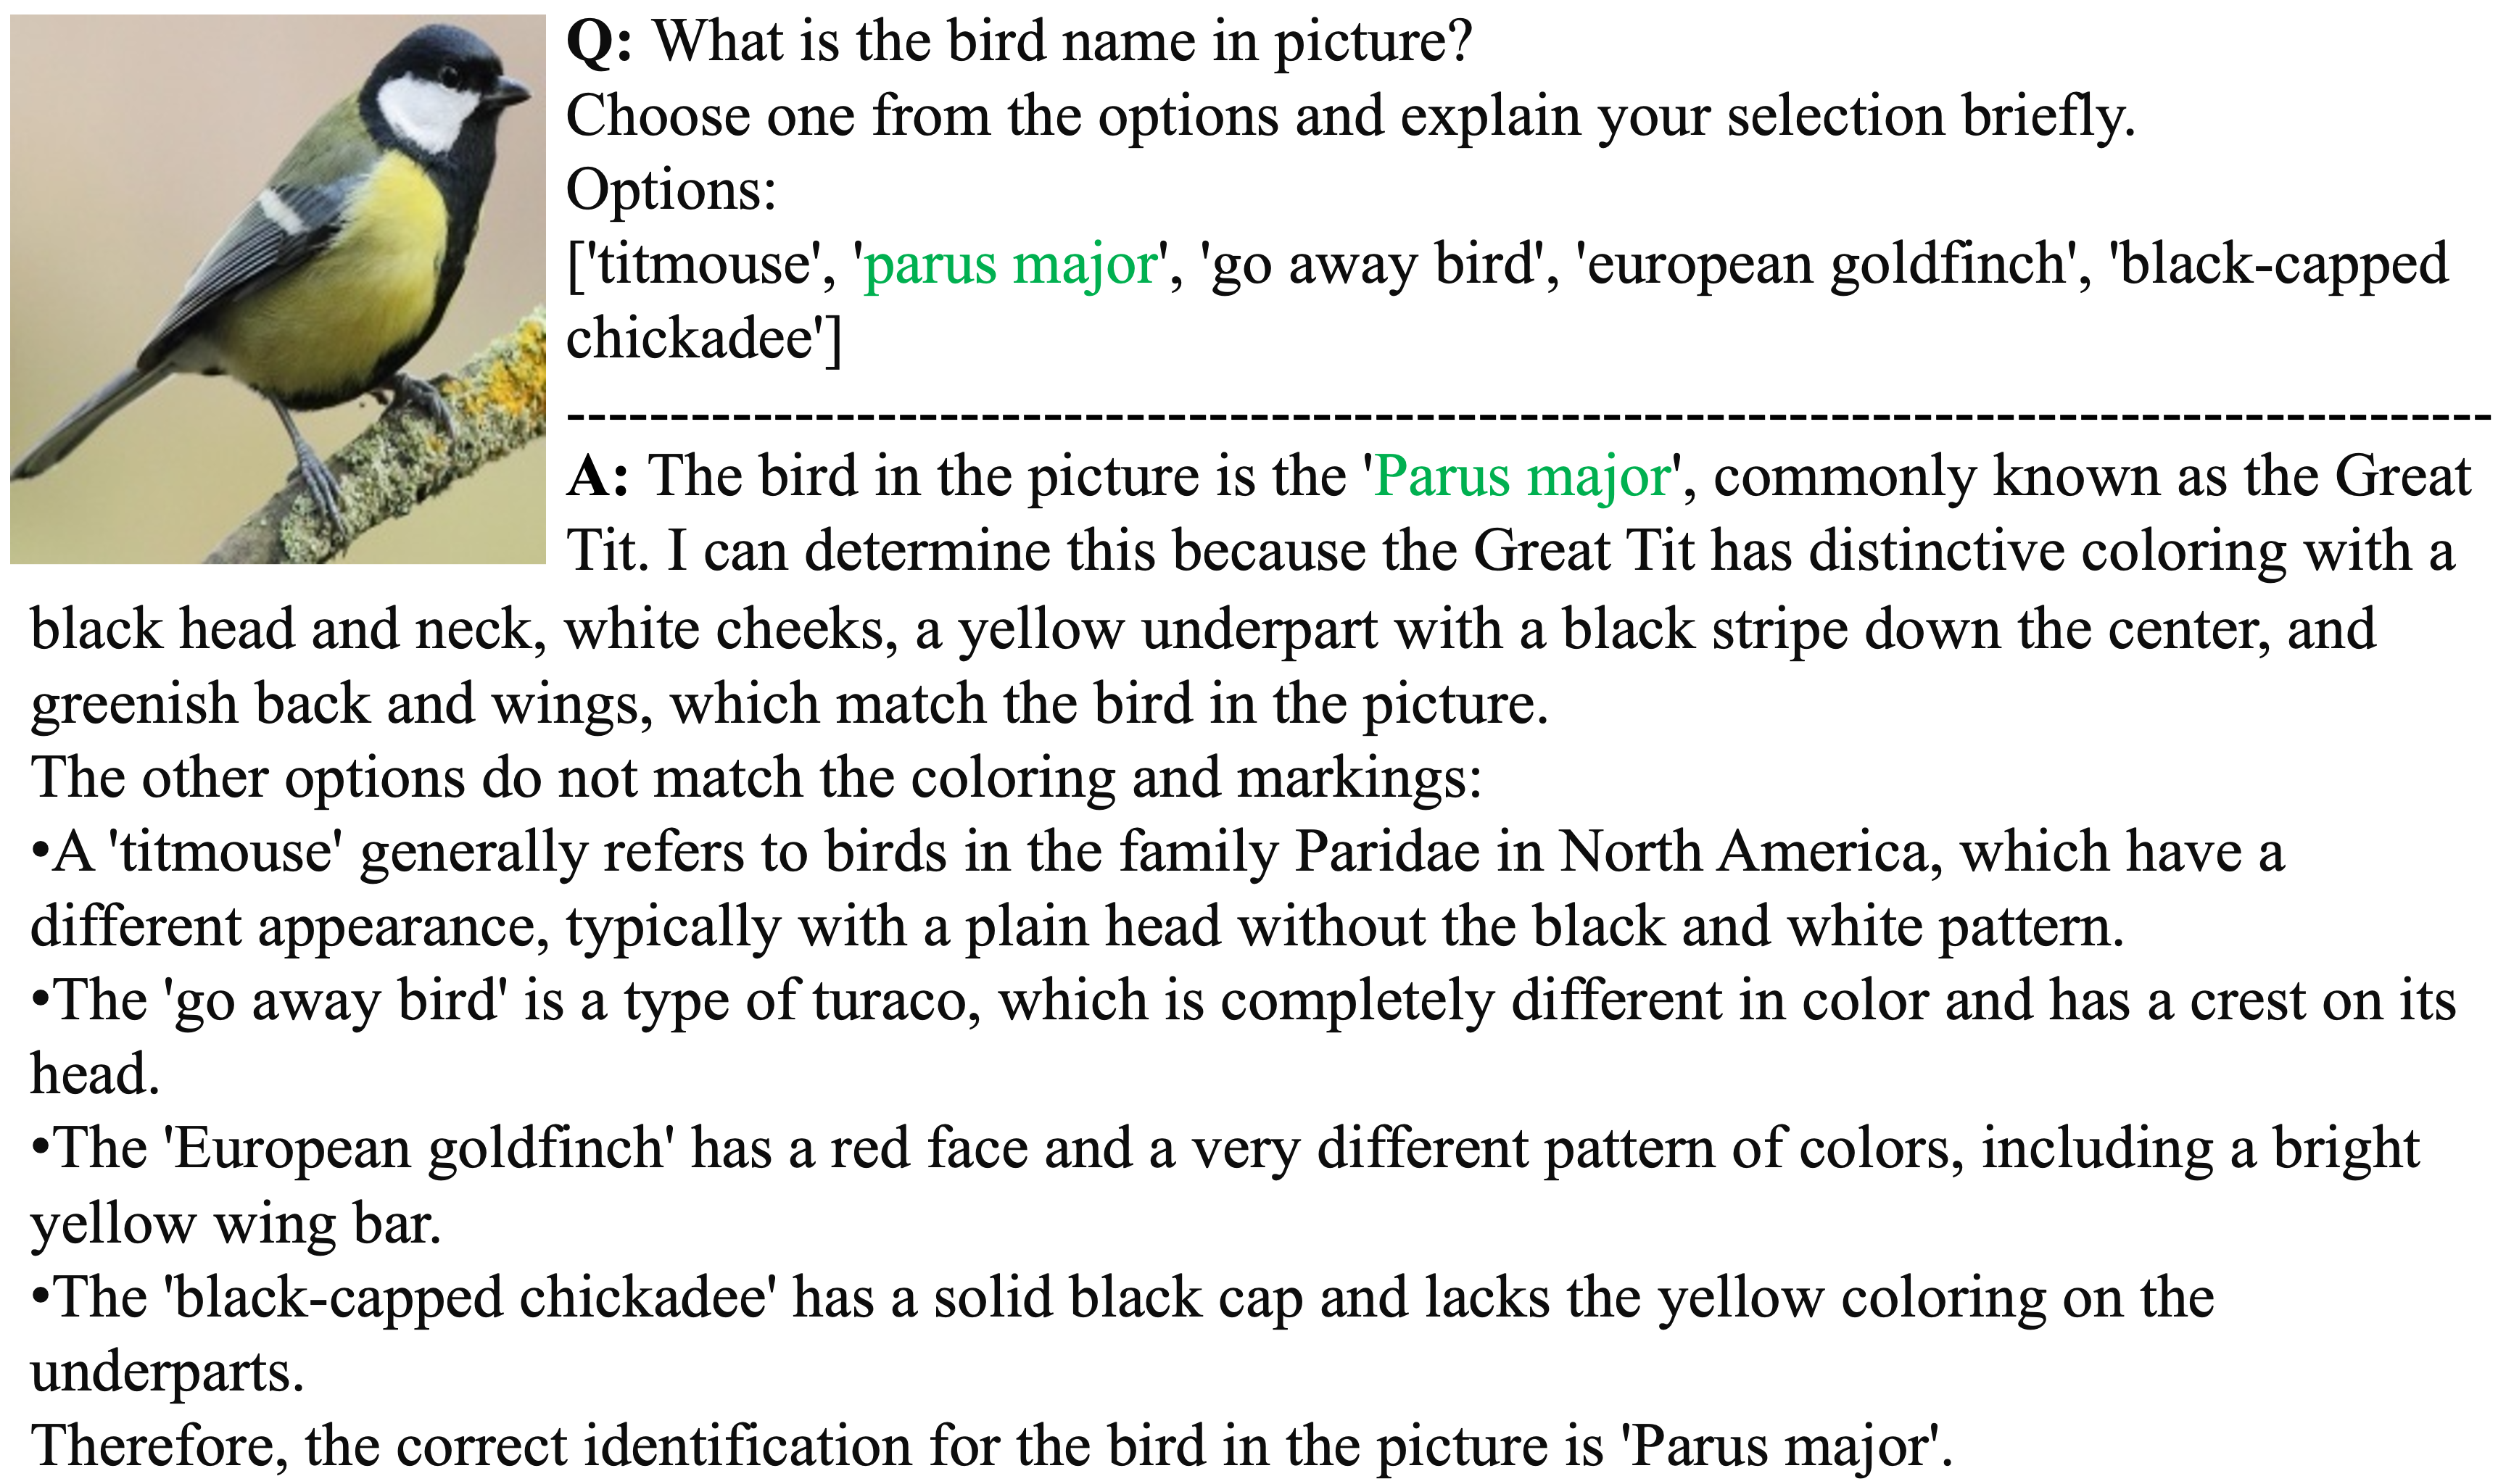 Q: What is the bird name in picture?
Choose one from the options and explain your selection briefly.
Options:
['titmouse', 'parus major', 'go away bird', 'european goldfinch', 'black-capped
chickadee']
A: The bird in the picture is the 'Parus major', commonly known as the Great
Tit. I can determine this because the Great Tit has distinctive coloring with a
black head and neck, white cheeks, a yellow underpart with a black stripe down the center, and
greenish back and wings, which match the bird in the picture.
The other options do not match the coloring and markings:
•A 'titmouse' generally refers to birds in the family Paridae in North America, which have a
different appearance, typically with a plain head without the black and white pattern.
•The 'go away bird' is a type of turaco, which is completely different in color and has a crest on its
head.
•The 'European goldfinch' has a red face and a very different pattern of colors, including a bright
yellow wing bar.
•The 'black-capped chickadee' has a solid black cap and lacks the yellow coloring on the
underparts.
Therefore, the correct identification for the bird in the picture is 'Parus major'.